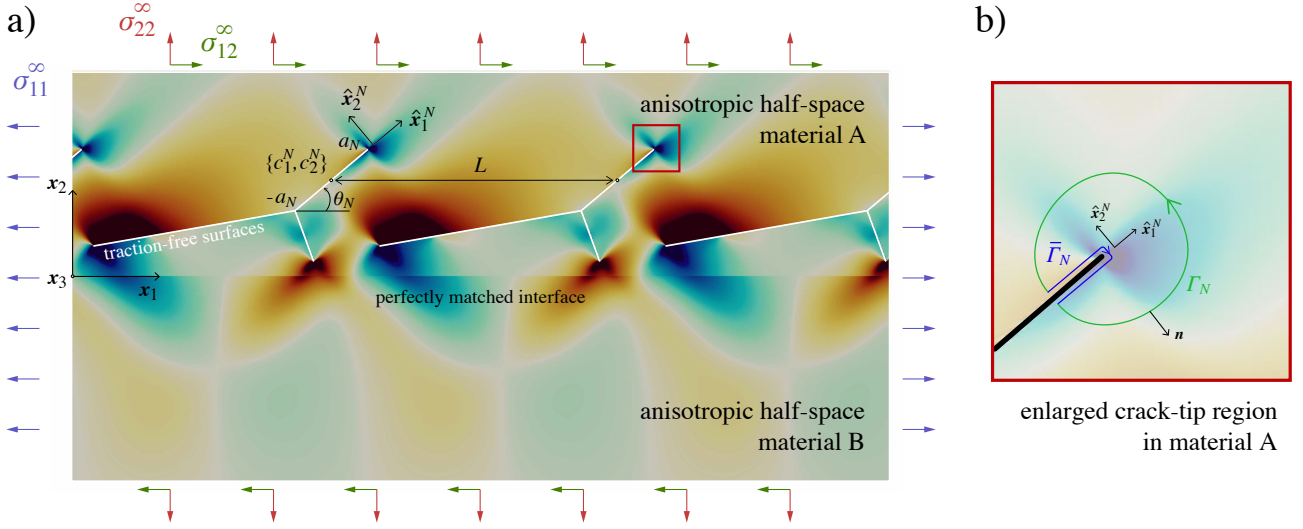 a)
σ₂₂^∞
σ₁₂^∞
σ₁₁^∞
x̂₂^N
x̂₁^N
a_N
{c₁^N, c₂^N}
L
-a_N
θ_N
anisotropic half-space
material A
x₂
traction-free surfaces
x₃
x₁
perfectly matched interface
anisotropic half-space
material B
b)
x̂₂^N
x̂₁^N
Γ̅_N
Γ_N
n
enlarged crack-tip region
in material A